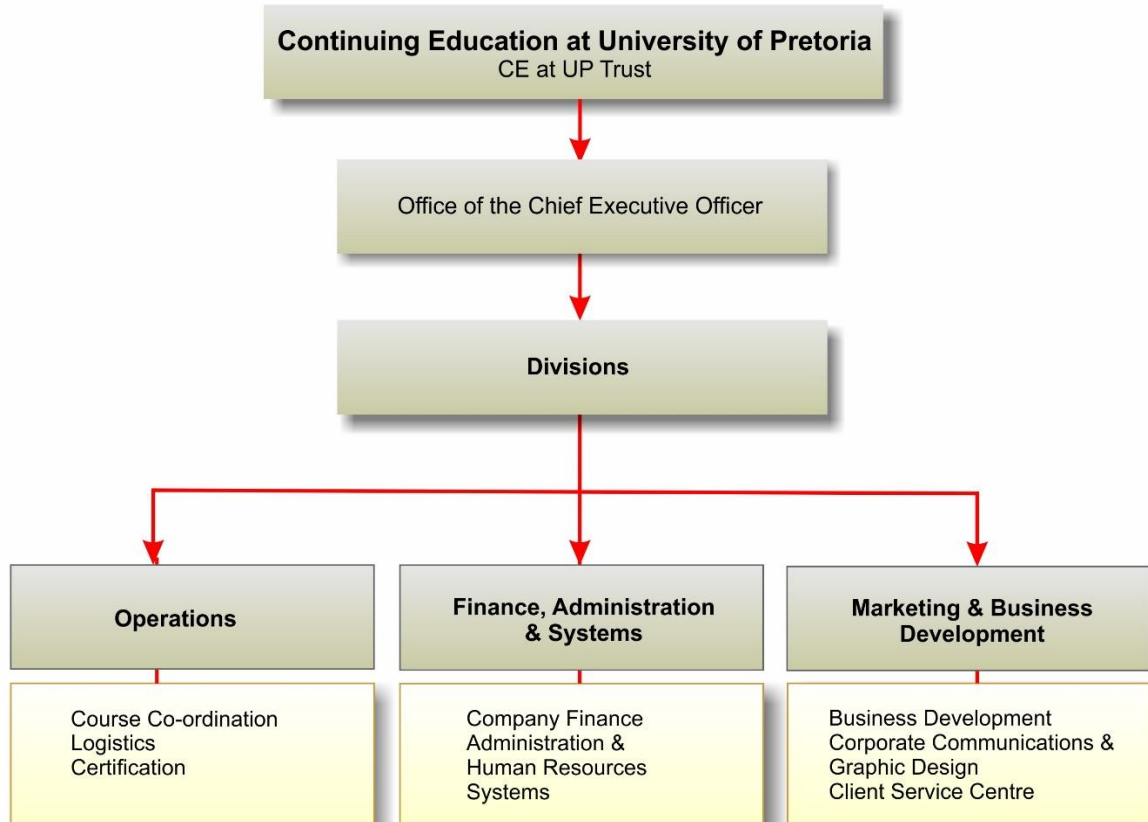 Continuing Education at University of Pretoria
CE at UP Trust
Office of the Chief Executive Officer
Divisions
Operations
Finance, Administration
& Systems
Marketing & Business
Development
Course Co-ordination
Logistics
Certification
Company Finance
Administration &
Human Resources
Systems
Business Development
Corporate Communications &
Graphic Design
Client Service Centre